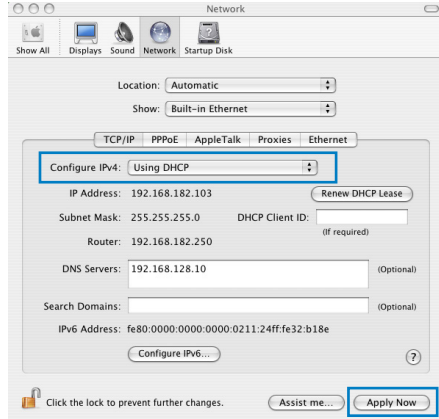 Network
Show All Displays Sound Network Startup Disk
Location: Automatic
Show: Built-in Ethernet
TCP/IP PPPoE AppleTalk Proxies Ethernet
Configure IPv4: Using DHCP
IP Address: 192.168.182.103 Renew DHCP Lease
Subnet Mask: 255.255.255.0 DHCP Client ID:
(If required)
Router: 192.168.182.250
DNS Servers: 192.168.128.10 (Optional)
Search Domains: (Optional)
IPv6 Address: fe80:0000:0000:0000:0211:24ff:fe32:b18e
Configure IPv6... ?
Click the lock to prevent further changes. Assist me... Apply Now